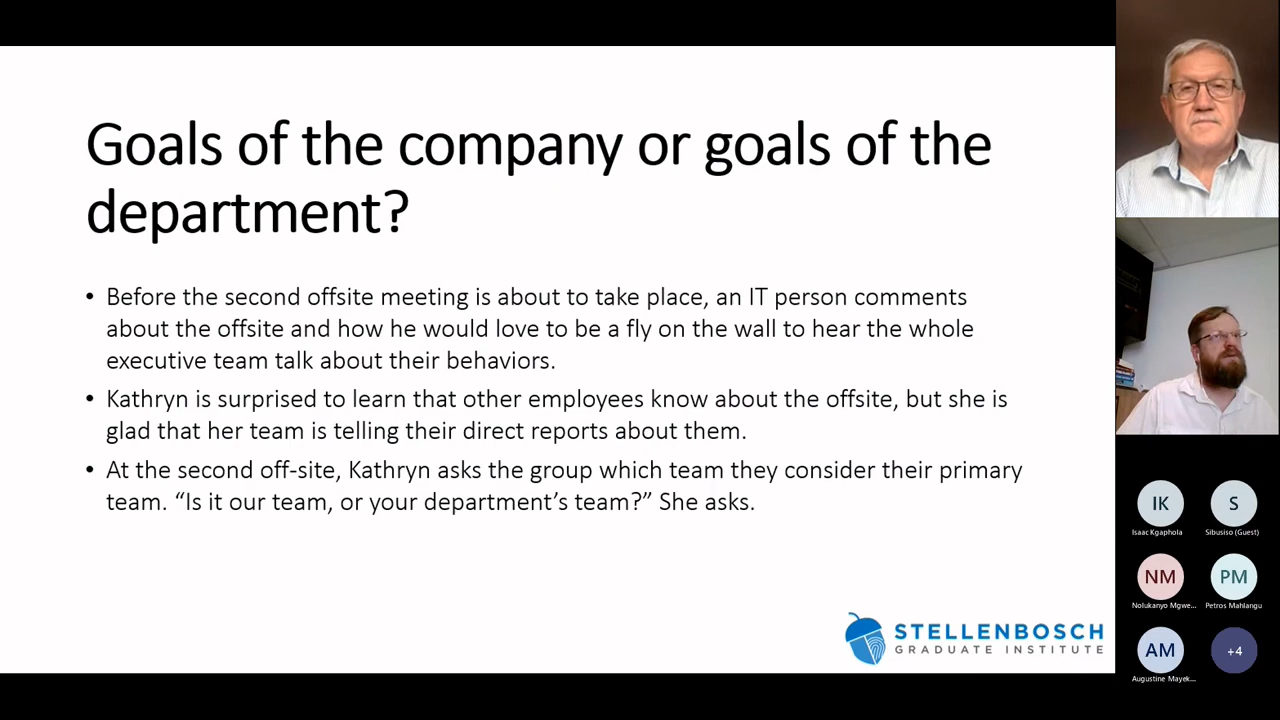 Goals of the company or goals of the
department?
• Before the second offsite meeting is about to take place, an IT person comments
about the offsite and how he would love to be a fly on the wall to hear the whole
executive team talk about their behaviors.
• Kathryn is surprised to learn that other employees know about the offsite, but she is
glad that her team is telling their direct reports about them.
• At the second off-site, Kathryn asks the group which team they consider their primary
team. “Is it our team, or your department’s team?” She asks.
STELLENBOSCH
GRADUATE INSTITUTE
IK
Isaac Kgaphola
S
Sibusiso (Guest)
NM
Nolukanyo Mgwe...
PM
Petros Mahlangu
AM
Augustine Mayek...
+4